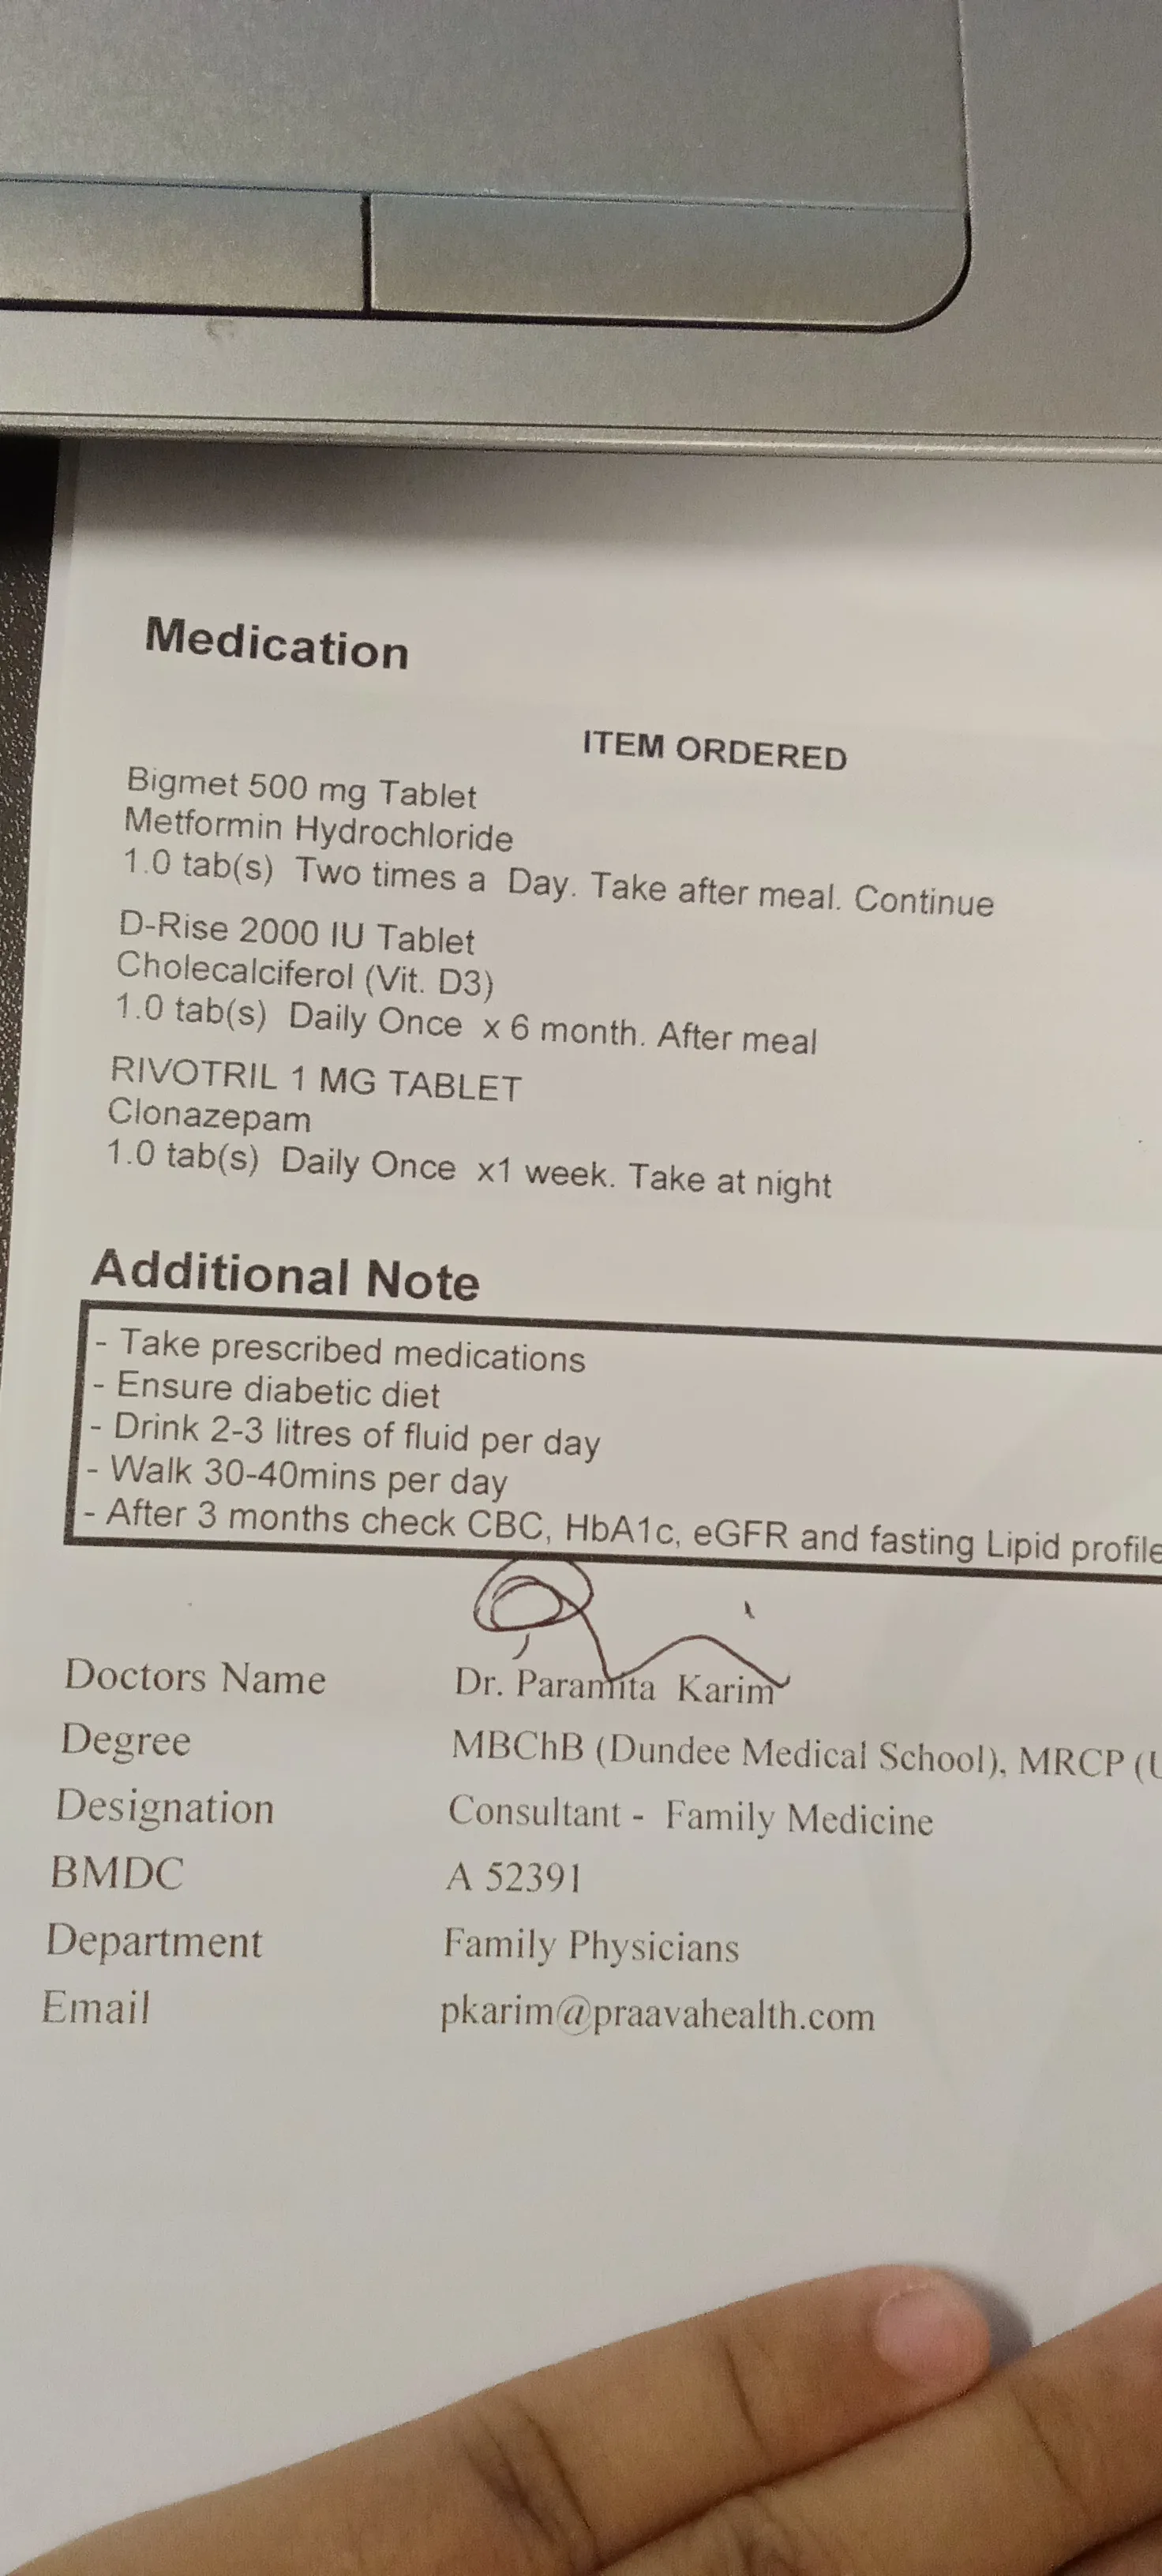 Medication
ITEM ORDERED
Bigmet 500 mg Tablet
Metformin Hydrochloride
1.0 tab(s) Two times a Day. Take after meal. Continue
D-Rise 2000 IU Tablet
Cholecalciferol (Vit. D3)
1.0 tab(s) Daily Once x 6 month. After meal
RIVOTRIL 1 MG TABLET
Clonazepam
1.0 tab(s) Daily Once x1 week. Take at night
Additional Note
- Take prescribed medications
- Ensure diabetic diet
- Drink 2-3 litres of fluid per day
- Walk 30-40mins per day
- After 3 months check CBC, HbA1c, eGFR and fasting Lipid profile
Doctors Name Dr. Paramita Karim
Degree MBChB (Dundee Medical School), MRCP (
Designation Consultant - Family Medicine
BMDC A 52391
Department Family Physicians
Email pkarim@praavahealth.com